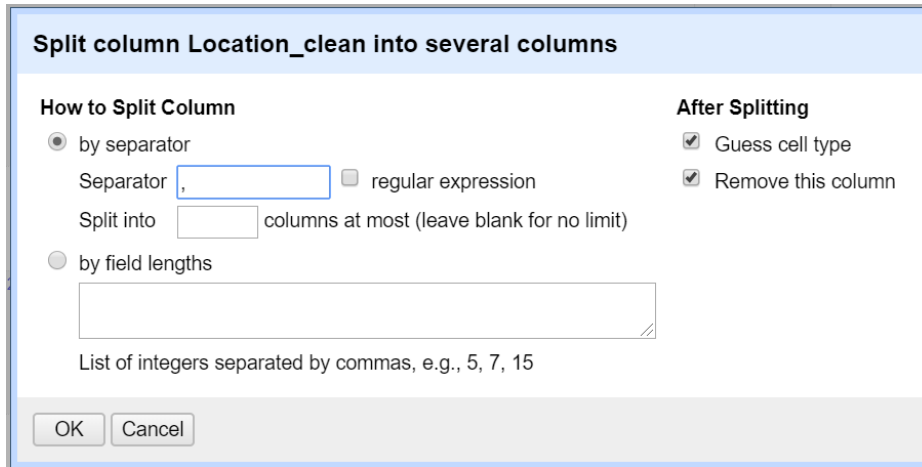 Split column Location_clean into several columns
How to Split Column
by separator
Separator , regular expression
Split into columns at most (leave blank for no limit)
by field lengths
List of integers separated by commas, e.g., 5, 7, 15
After Splitting
Guess cell type
Remove this column
OK Cancel